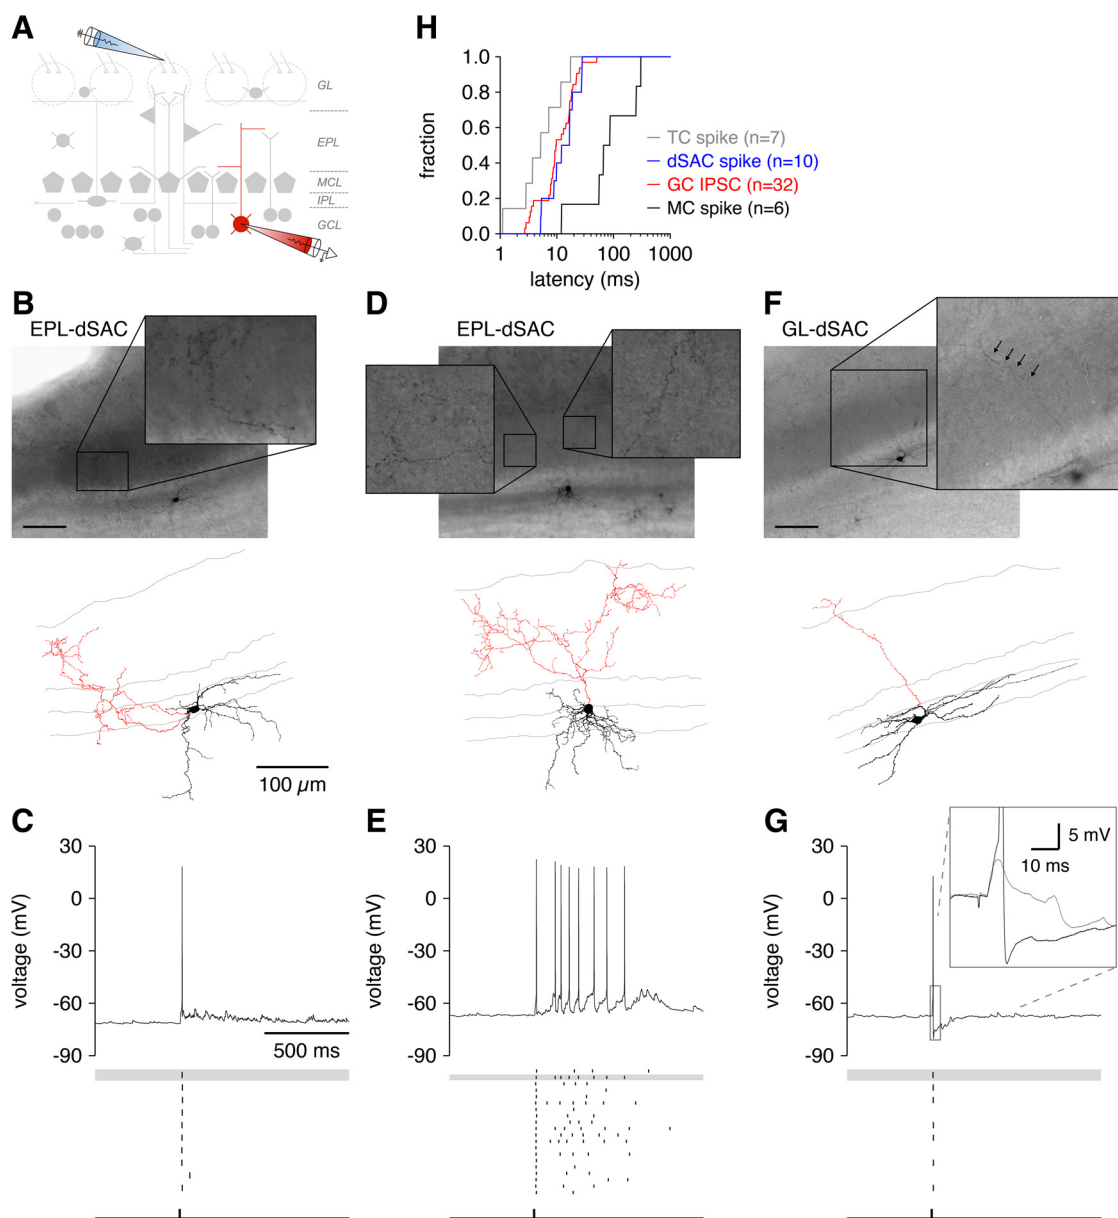 A
GL
EPL
MCL
IPL
GCL
H
1.0
0.8
0.6
0.4
0.2
0.0
fraction
1 10 100 1000
latency (ms)
TC spike (n=7)
dSAC spike (n=10)
GC IPSC (n=32)
MC spike (n=6)
B
EPL-dSAC
100 µm
D
EPL-dSAC
F
GL-dSAC
C
30
0
-30
-60
-90
voltage (mV)
500 ms
E
30
0
-30
-60
-90
voltage (mV)
G
30
0
-30
-60
-90
voltage (mV)
5 mV
10 ms